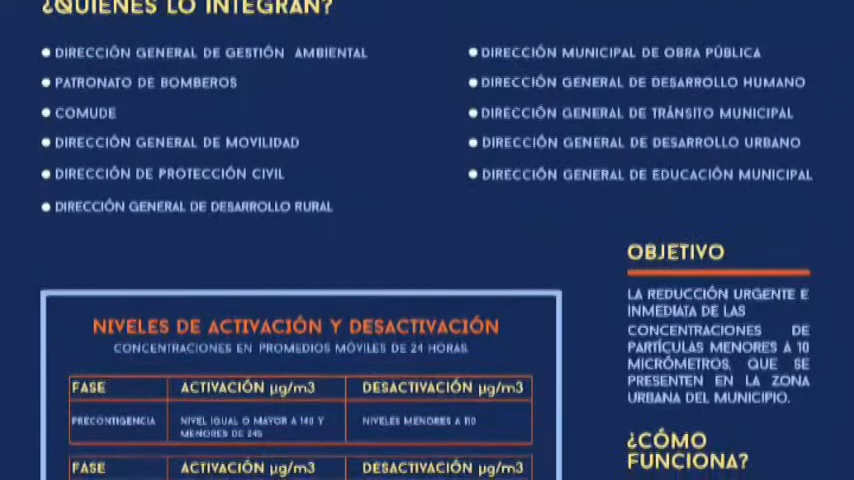 ¿QUIÉNES LO INTEGRAN?
DIRECCIÓN GENERAL DE GESTIÓN AMBIENTAL
PATRONATO DE BOMBEROS
COMUDE
DIRECCIÓN GENERAL DE MOVILIDAD
DIRECCIÓN DE PROTECCIÓN CIVIL
DIRECCIÓN GENERAL DE DESARROLLO RURAL
DIRECCIÓN MUNICIPAL DE OBRA PÚBLICA
DIRECCIÓN GENERAL DE DESARROLLO HUMANO
DIRECCIÓN GENERAL DE TRÁNSITO MUNICIPAL
DIRECCIÓN GENERAL DE DESARROLLO URBANO
DIRECCIÓN GENERAL DE EDUCACIÓN MUNICIPAL
NIVELES DE ACTIVACIÓN Y DESACTIVACIÓN
CONCENTRACIONES EN PROMEDIOS MÓVILES DE 24 HORAS
FASE ACTIVACIÓN µg/m3 DESACTIVACIÓN µg/m3
PRECONTIGENCIA NIVEL IGUAL O MAYOR A Y NIVELES MENORES A 110
MENORES DE
FASE ACTIVACIÓN µg/m3 DESACTIVACIÓN µg/m3
OBJETIVO
LA REDUCCIÓN URGENTE E
INMEDIATA DE LAS
CONCENTRACIONES DE
PARTÍCULAS MENORES A 10
MICRÓMETROS, QUE SE
PRESENTEN EN LA ZONA
URBANA DEL MUNICIPIO.
¿CÓMO
FUNCIONA?